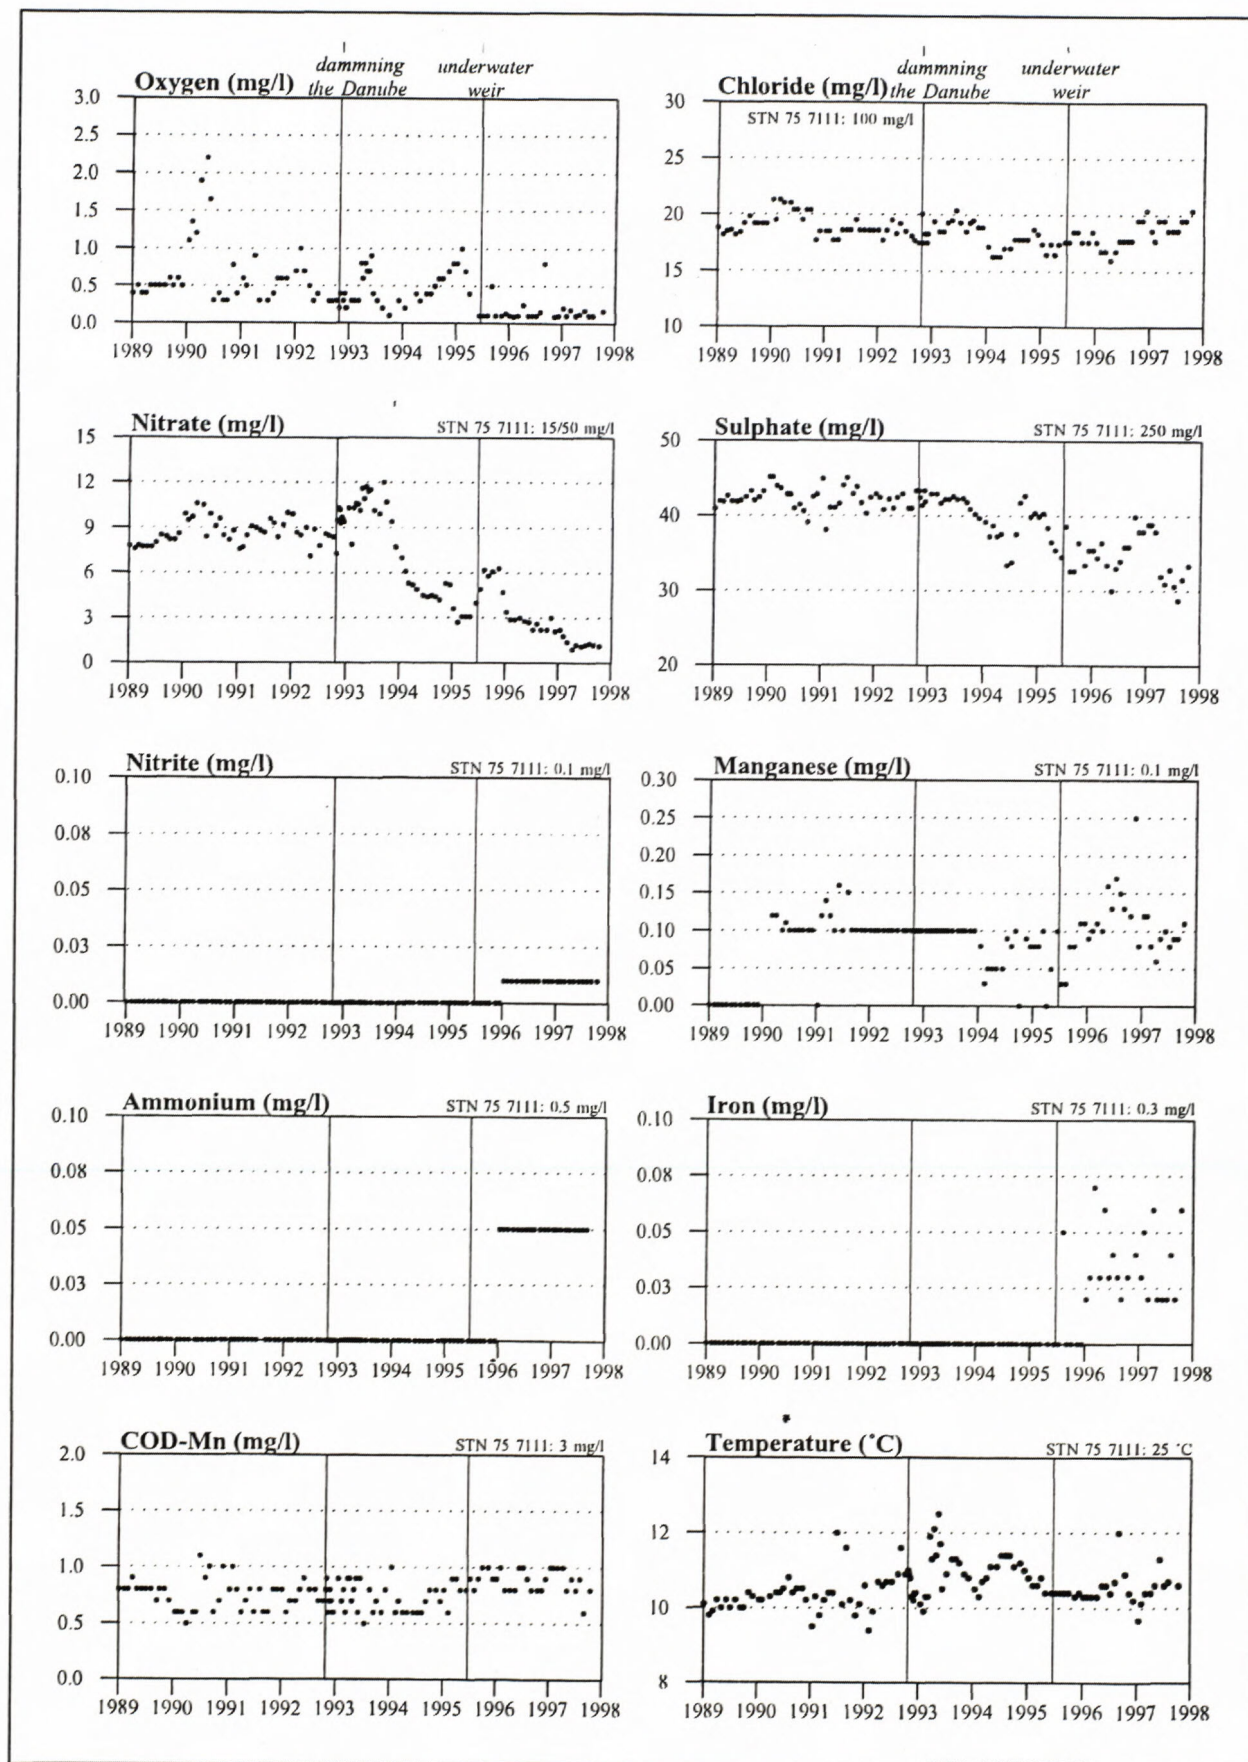 dammning
the Danube
underwater
weir
dammning
the Danube
underwater
weir
Oxygen (mg/l)
3.0
2.5
2.0
1.5
1.0
0.5
0.0
1989 1990 1991 1992 1993 1994 1995 1996 1997 1998
Chloride (mg/l)
STN 75 7111: 100 mg/l
30
25
20
15
10
1989 1990 1991 1992 1993 1994 1995 1996 1997 1998
Nitrate (mg/l)
STN 75 7111: 15/50 mg/l
15
12
9
6
3
0
1989 1990 1991 1992 1993 1994 1995 1996 1997 1998
Sulphate (mg/l)
STN 75 7111: 250 mg/l
50
40
30
20
1989 1990 1991 1992 1993 1994 1995 1996 1997 1998
Nitrite (mg/l)
STN 75 7111: 0.1 mg/l
0.10
0.08
0.05
0.03
0.00
1989 1990 1991 1992 1993 1994 1995 1996 1997 1998
Manganese (mg/l)
STN 75 7111: 0.1 mg/l
0.30
0.25
0.20
0.15
0.10
0.05
0.00
1989 1990 1991 1992 1993 1994 1995 1996 1997 1998
Ammonium (mg/l)
STN 75 7111: 0.5 mg/l
0.10
0.08
0.05
0.03
0.00
1989 1990 1991 1992 1993 1994 1995 1996 1997 1998
Iron (mg/l)
STN 75 7111: 0.3 mg/l
0.10
0.08
0.05
0.03
0.00
1989 1990 1991 1992 1993 1994 1995 1996 1997 1998
COD-Mn (mg/l)
STN 75 7111: 3 mg/l
2.0
1.5
1.0
0.5
0.0
1989 1990 1991 1992 1993 1994 1995 1996 1997 1998
Temperature (˚C)
STN 75 7111: 25 ˚C
14
12
10
8
1989 1990 1991 1992 1993 1994 1995 1996 1997 1998